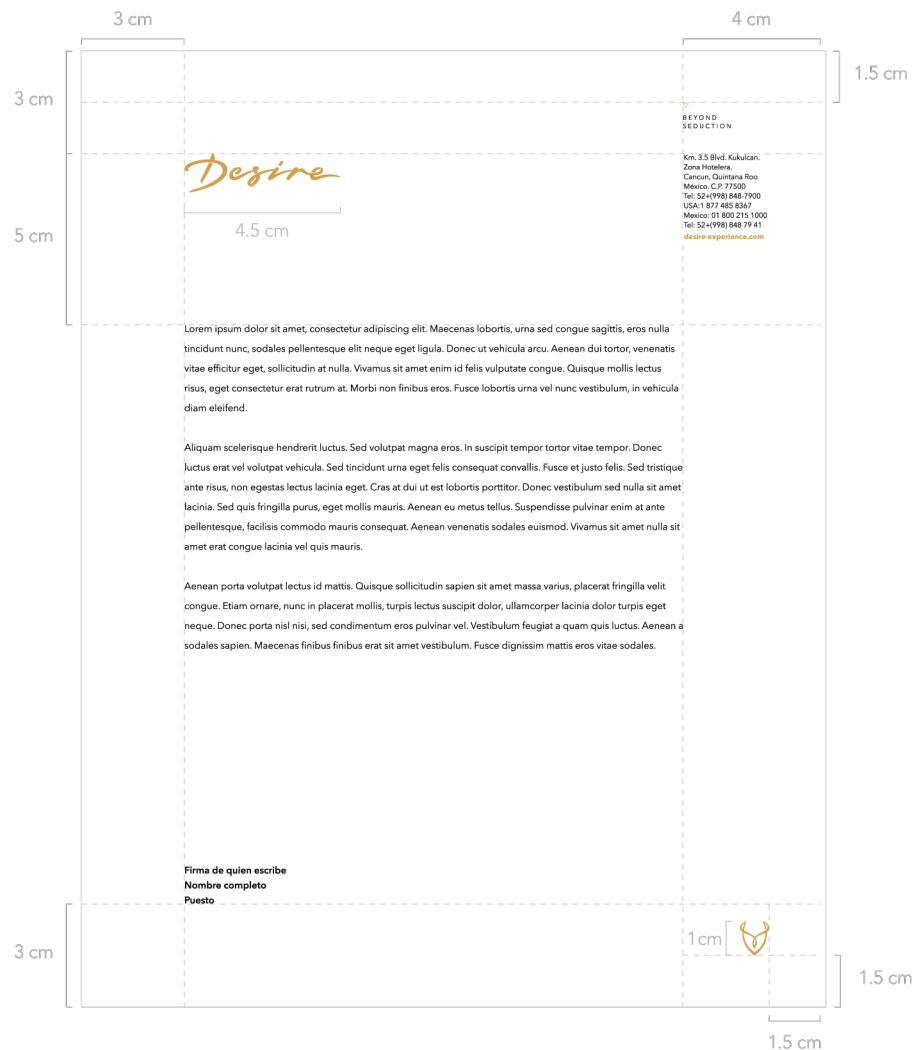 3 cm
4 cm
1.5 cm
3 cm
BEYOND
SEDUCTION
Desire
Km. 3.5 Blvd. Kukulcan.
Zona Hotelera.
Cancun, Quintana Roo
México. C.P. 77500
Tel: 52+(998) 848-7900
USA:1 877 485 8367
Mexico: 01 800 215 1000
Tel: 52+(998) 848 79 41
desire-experience.com
4.5 cm
5 cm
Lorem ipsum dolor sit amet, consectetur adipiscing elit. Maecenas lobortis, urna sed congue sagittis, eros nulla
tincidunt nunc, sodales pellentesque elit neque eget ligula. Donec ut vehicula arcu. Aenean dui tortor, venenatis
vitae efficitur eget, sollicitudin at nulla. Vivamus sit amet enim id felis vulputate congue. Quisque mollis lectus
risus, eget consectetur erat rutrum at. Morbi non finibus eros. Fusce lobortis urna vel nunc vestibulum, in vehicula
diam eleifend.
Aliquam scelerisque hendrerit luctus. Sed volutpat magna eros. In suscipit tempor tortor vitae tempor. Donec
luctus erat vel volutpat vehicula. Sed tincidunt urna eget felis consequat convallis. Fusce et justo felis. Sed tristique
ante risus, non egestas lectus lacinia eget. Cras at dui ut est lobortis porttitor. Donec vestibulum sed nulla sit amet
lacinia. Sed quis fringilla purus, eget mollis mauris. Aenean eu metus tellus. Suspendisse pulvinar enim at ante
pellentesque, facilisis commodo mauris consequat. Aenean venenatis sodales euismod. Vivamus sit amet nulla sit
amet erat congue lacinia vel quis mauris.
Aenean porta volutpat lectus id mattis. Quisque sollicitudin sapien sit amet massa varius, placerat fringilla velit
congue. Etiam ornare, nunc in placerat mollis, turpis lectus suscipit dolor, ullamcorper lacinia dolor turpis eget
neque. Donec porta nisl nisi, sed condimentum eros pulvinar vel. Vestibulum feugiat a quam quis luctus. Aenean a
sodales sapien. Maecenas finibus finibus erat sit amet vestibulum. Fusce dignissim mattis eros vitae sodales.
Firma de quien escribe
Nombre completo
Puesto
1cm
3 cm
1.5 cm
1.5 cm